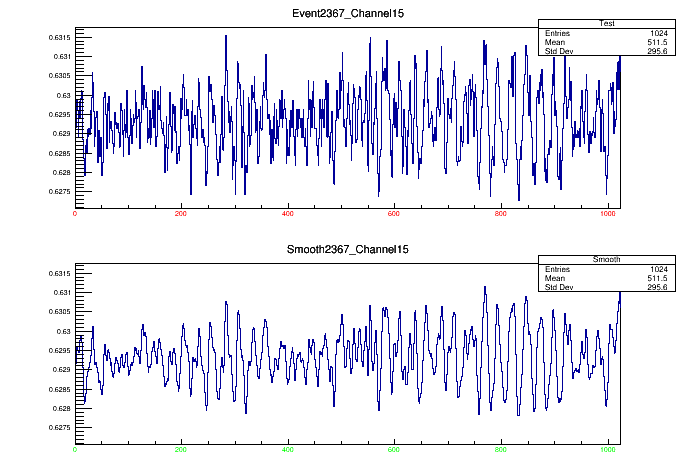 Event2367_Channel15
Test
Entries 1024
Mean 511.5
Std Dev 295.6
0.6315
0.631
0.6305
0.63
0.6295
0.629
0.6285
0.628
0.6275
0 200 400 600 800 1000
Smooth2367_Channel15
Smooth
Entries 1024
Mean 511.5
Std Dev 295.6
0.6315
0.631
0.6305
0.63
0.6295
0.629
0.6285
0.628
0.6275
0 200 400 600 800 1000